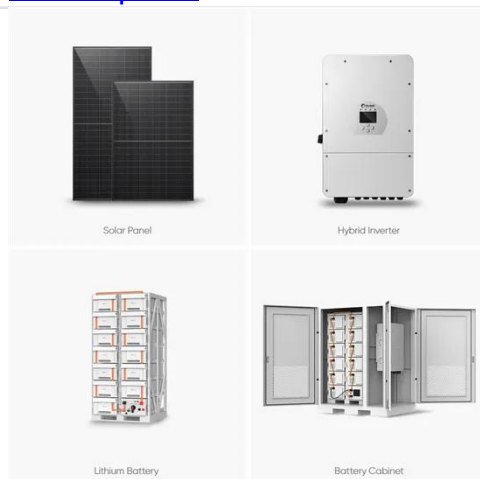 Solar Panel
Hybrid Inverter
Lithium Battery
Battery Cabinet